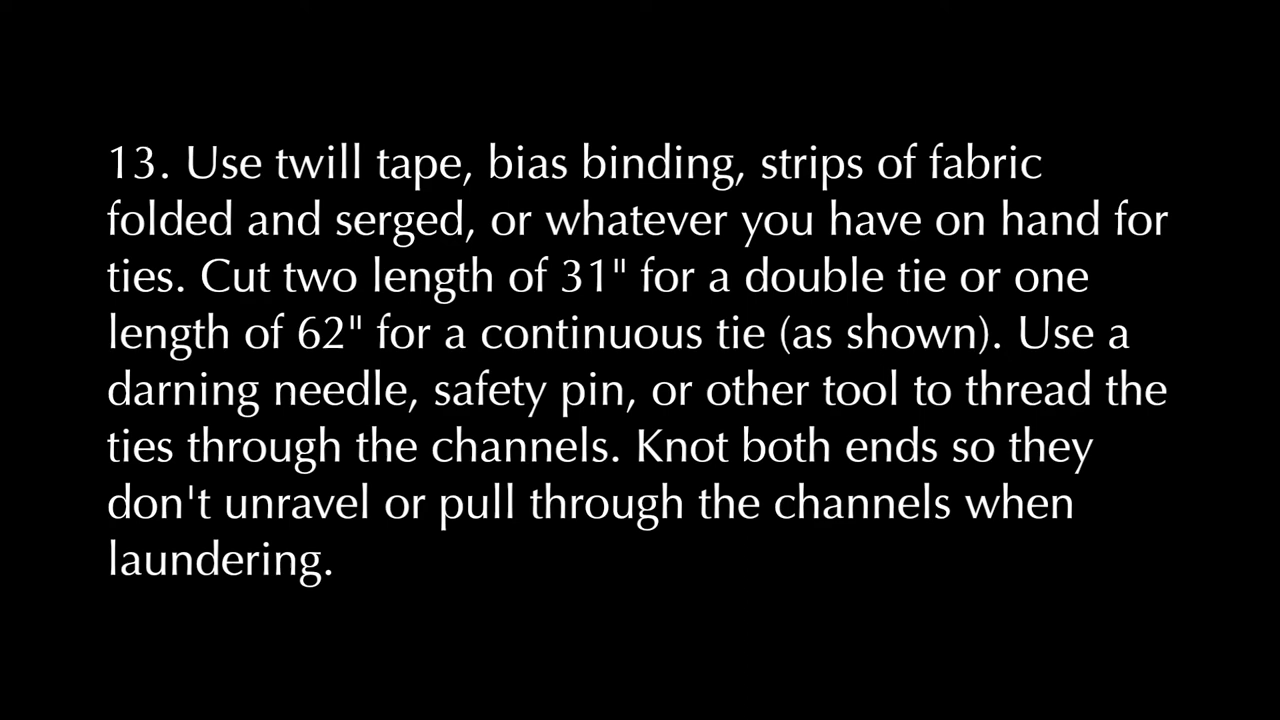 13. Use twill tape, bias binding, strips of fabric
folded and serged, or whatever you have on hand for
ties. Cut two length of 31" for a double tie or one
length of 62" for a continuous tie (as shown). Use a
darning needle, safety pin, or other tool to thread the
ties through the channels. Knot both ends so they
don't unravel or pull through the channels when
laundering.